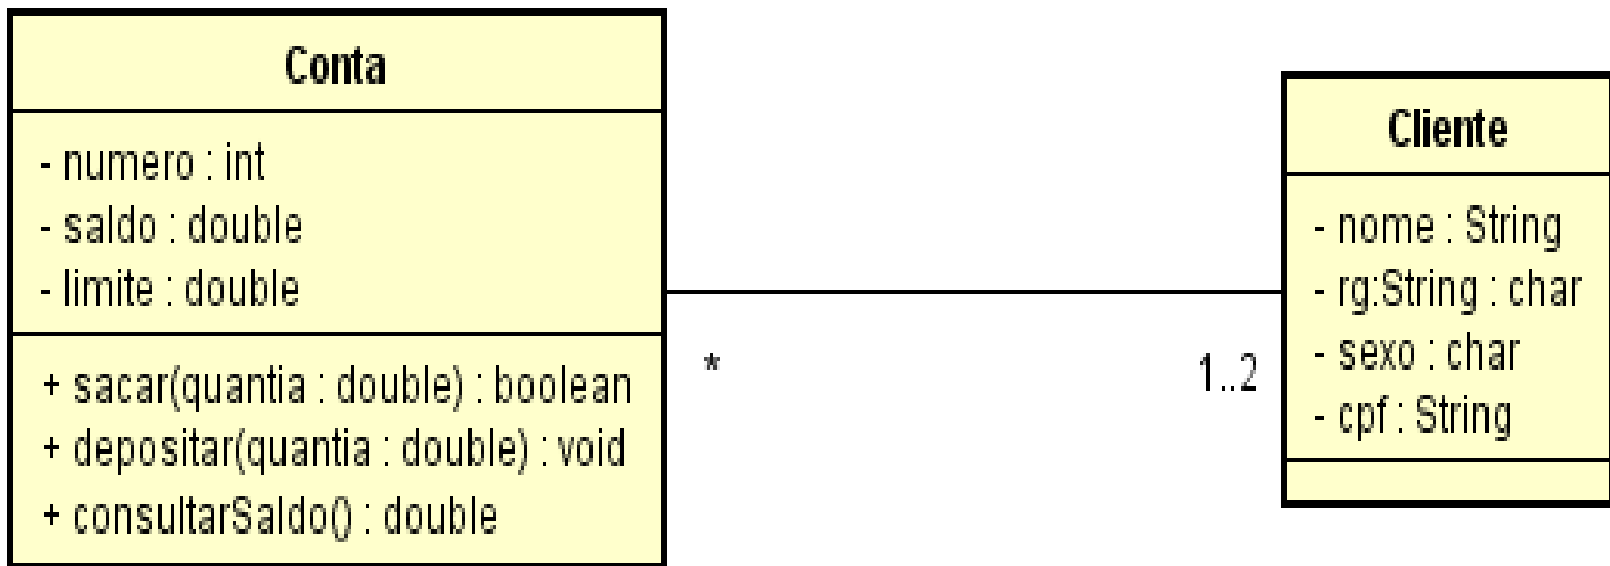 Conta
- numero : int
- saldo : double
- limite : double
+ sacar(quantia : double) : boolean
+ depositar(quantia : double) : void
+ consultarSaldo() : double
*
1..2
Cliente
- nome : String
- rg:String : char
- sexo : char
- cpf : String